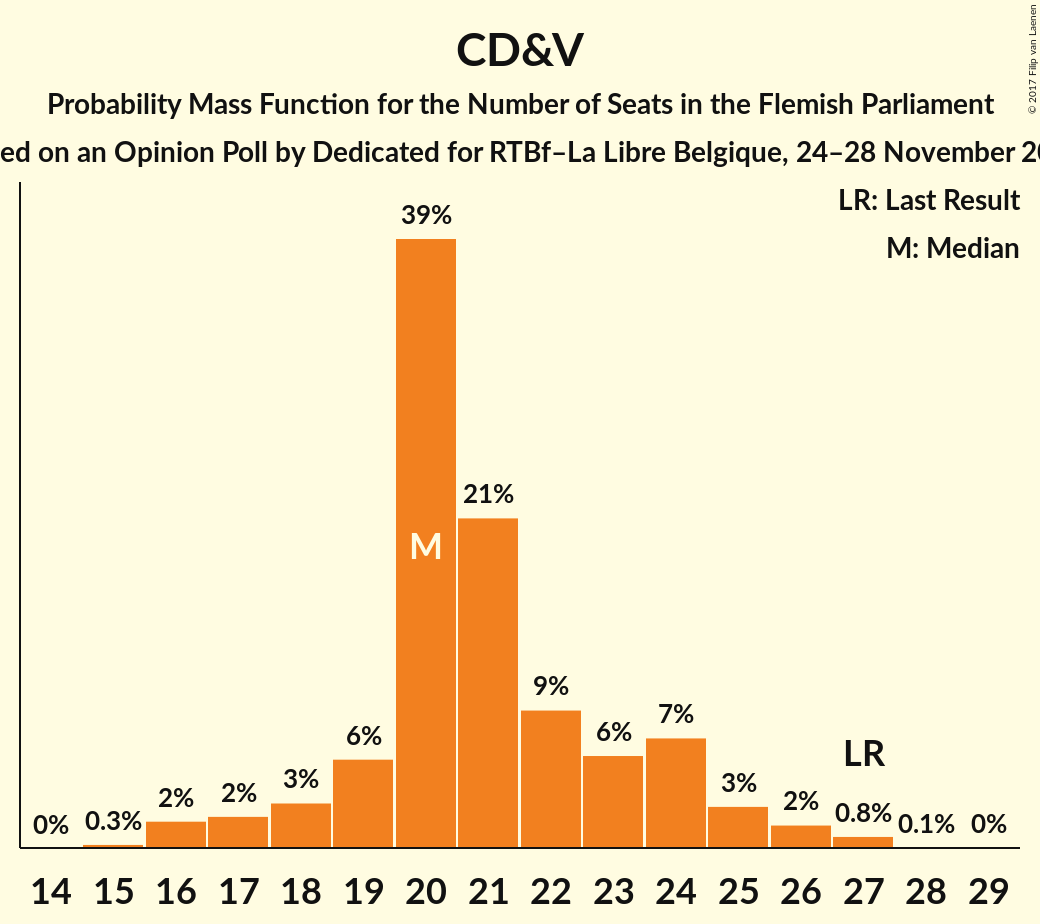 CD&V
Probability Mass Function for the Number of Seats in the Flemish Parliament
ed on an Opinion Poll by Dedicated for RTBf–La Libre Belgique, 24–28 November 20
LR: Last Result
M: Median
39%
21%
M
9%
7%
6%
6%
LR
3%
3%
2%
2%
2%
0.8%
0.3%
0%
0.1%
0%
14 15 16 17 18 19 20 21 22 23 24 25 26 27 28 29
© 2017 Filip van Laenen